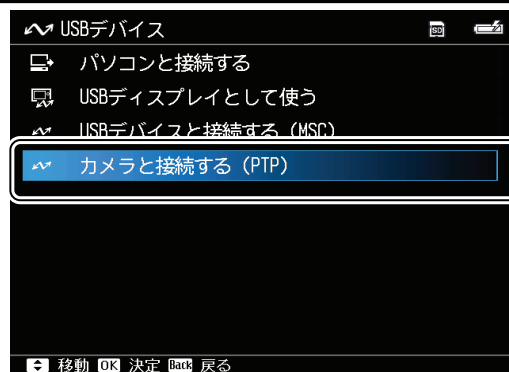 USBデバイス SD
パソコンと接続する
USBディスプレイとして使う
USBデバイスと接続する (MSC)
カメラと接続する (PTP)
移動 OK 決定 Back 戻る